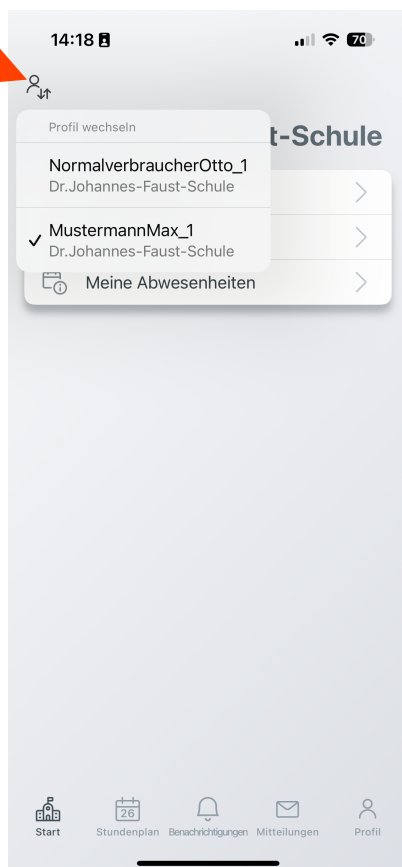 14:18
70
Profil wechseln
t-Schule
NormalverbraucherOtto_1
Dr.Johannes-Faust-Schule
MustermannMax_1
Dr.Johannes-Faust-Schule
Meine Abwesenheiten
26
Start Stundenplan Benachrichtigungen Mitteilungen Profil